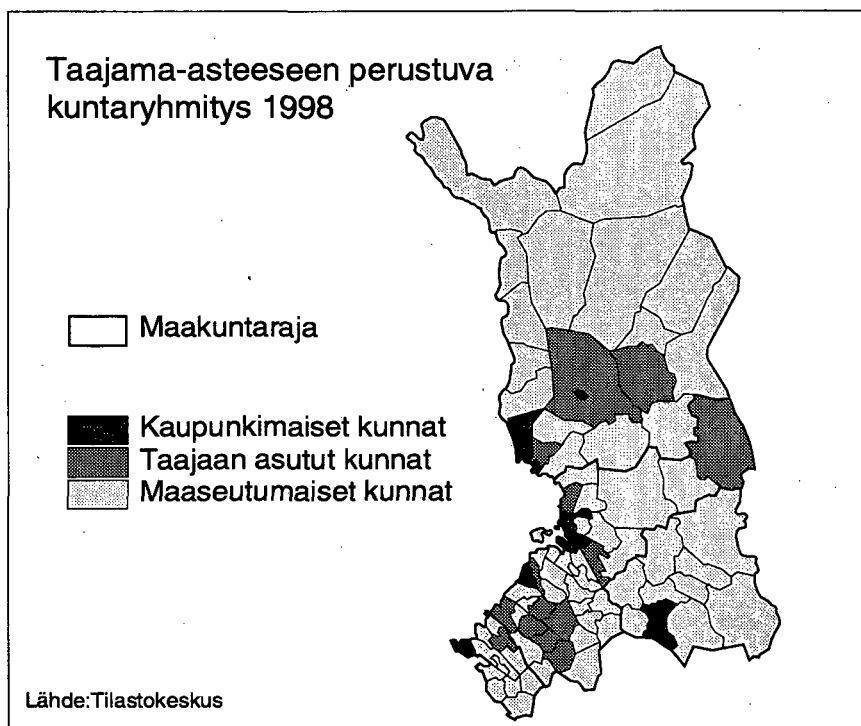 Taajama-asteeseen perustuva
kuntaryhmitys 1998
Maakuntaraja
Kaupunkimaiset kunnat
Taajaan asutut kunnat
Maaseutumaiset kunnat
Lähde:Tilastokeskus